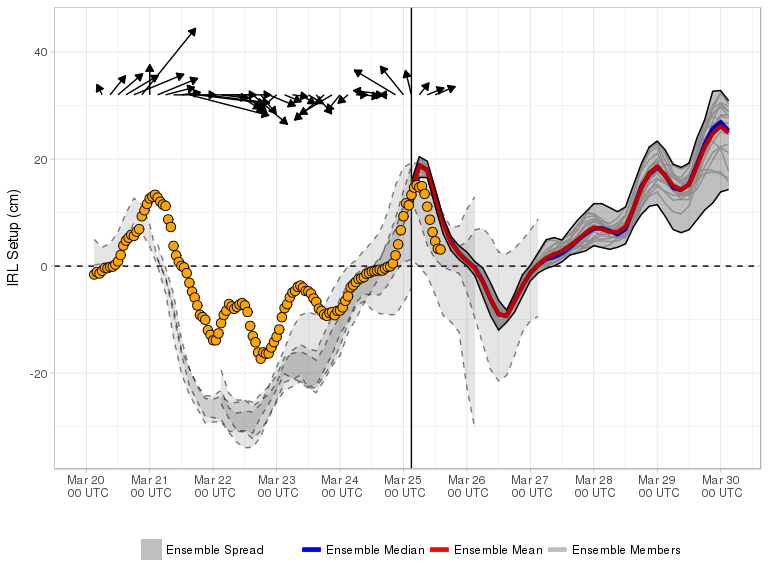 40
20
0
-20
IRL Setup (cm)
Mar 20 Mar 21 Mar 22 Mar 23 Mar 24 Mar 25 Mar 26 Mar 27 Mar 28 Mar 29 Mar 30
00 UTC 00 UTC 00 UTC 00 UTC 00 UTC 00 UTC 00 UTC 00 UTC 00 UTC 00 UTC 00 UTC
Ensemble Spread Ensemble Median Ensemble Mean Ensemble Members